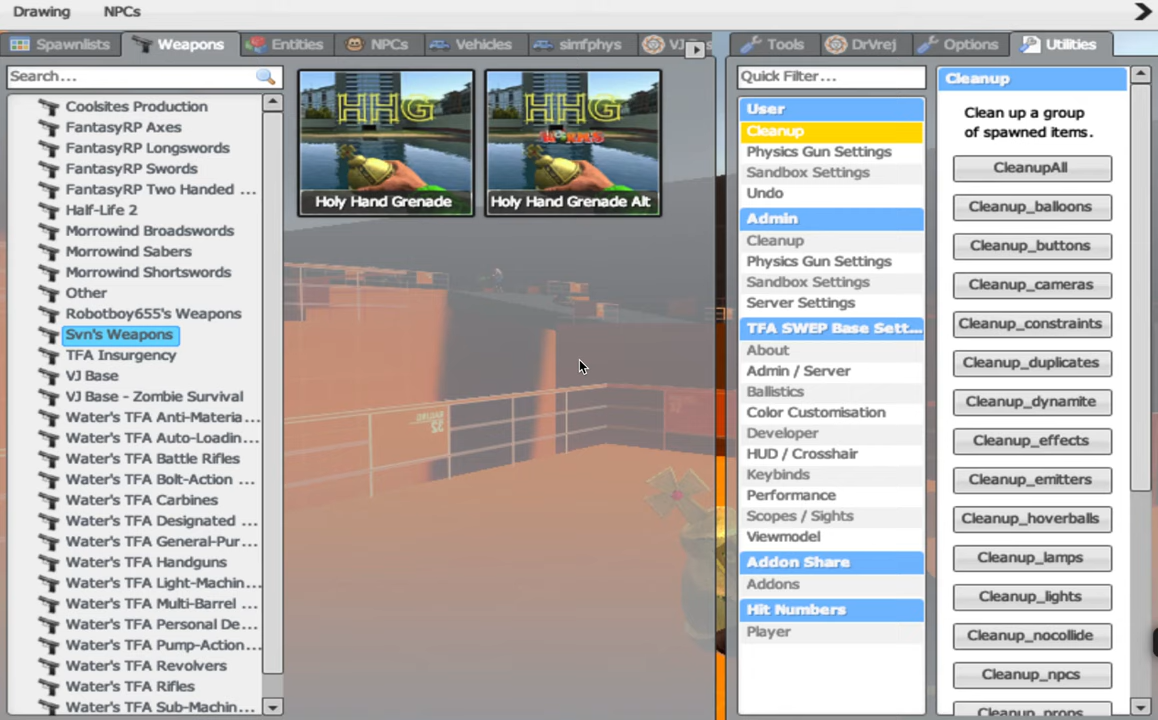 Drawing NPCs
Spawnlists Weapons Entities NPCs Vehicles simfphys
Tools DrVrej Options Utilities
Search...
Coolsites Production
FantasyRP Axes
FantasyRP Longswords
FantasyRP Swords
FantasyRP Two Handed ...
Half-Life 2
Morrowind Broadswords
Morrowind Sabers
Morrowind Shortswords
Other
Robotboy655's Weapons
Svn's Weapons
TFA Insurgency
VJ Base
VJ Base - Zombie Survival
Water's TFA Anti-Materia...
Water's TFA Auto-Loadin...
Water's TFA Battle Rifles
Water's TFA Bolt-Action ...
Water's TFA Carbines
Water's TFA Designated ...
Water's TFA General-Pur...
Water's TFA Handguns
Water's TFA Light-Machin...
Water's TFA Multi-Barrel ...
Water's TFA Personal De...
Water's TFA Pump-Action...
Water's TFA Revolvers
Water's TFA Rifles
Water's TFA Sub-Machin...
HHG
Holy Hand Grenade
HHG
Holy Hand Grenade Alt
32
Quick Filter...
User
Cleanup
Physics Gun Settings
Sandbox Settings
Undo
Admin
Cleanup
Physics Gun Settings
Sandbox Settings
Server Settings
TFA SWEP Base Sett...
About
Admin / Server
Ballistics
Color Customisation
Developer
HUD / Crosshair
Keybinds
Performance
Scopes / Sights
Viewmodel
Addon Share
Addons
Hit Numbers
Player
Cleanup
Clean up a group
of spawned items.
CleanupAll
Cleanup_balloons
Cleanup_buttons
Cleanup_cameras
Cleanup_constraints
Cleanup_duplicates
Cleanup_dynamite
Cleanup_effects
Cleanup_emitters
Cleanup_hoverballs
Cleanup_lamps
Cleanup_lights
Cleanup_nocollide
Cleanup_npcs
Cleanup_props